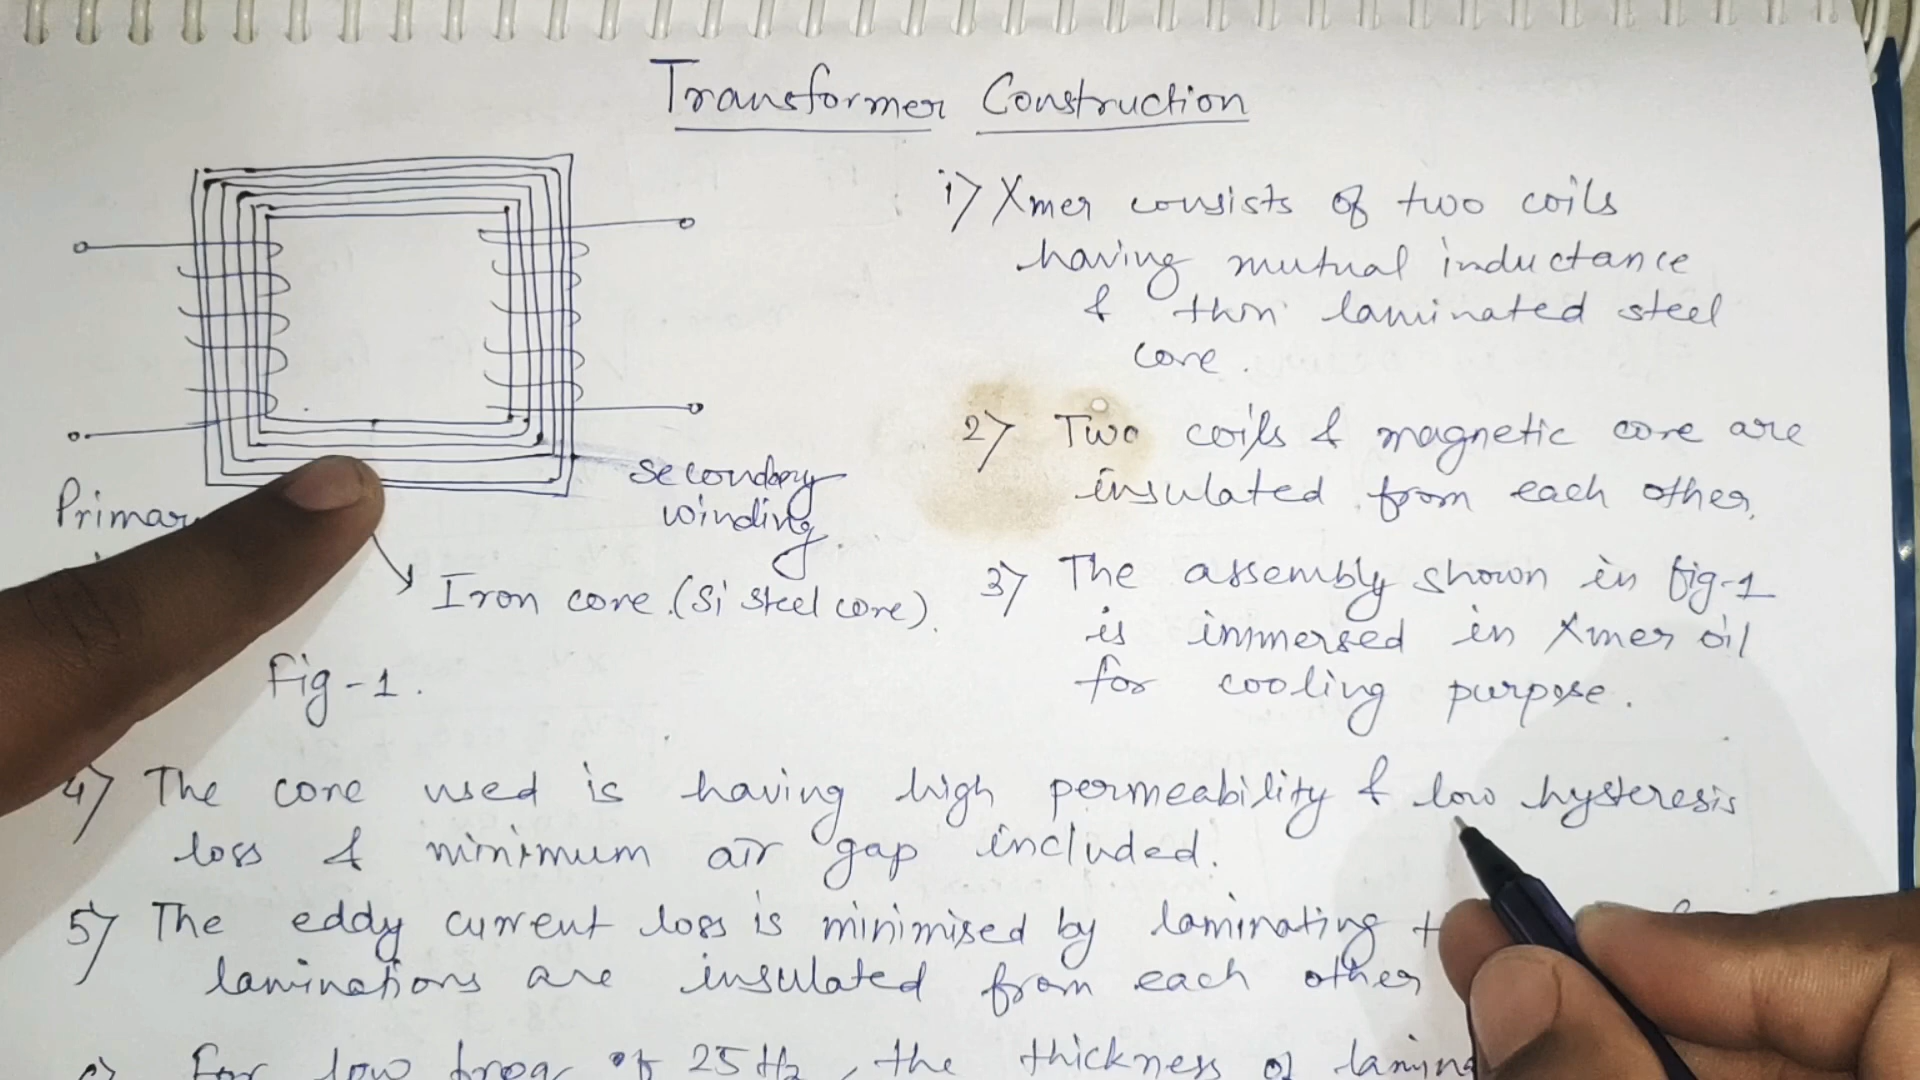 Transformer Construction
1) Xmer consists of two coils
having mutual inductance
& thin laminated steel
core.
2) Two coils & magnetic core are
insulated from each other.
3) The assembly shown in fig-1
is immersed in Xmer oil
for cooling purpose.
Primar
Secondary
winding.
Iron core.(Si steel core).
Fig-1.
4) The core used is having high permeability & low hysteresis
loss & minimum air gap included.
5) The eddy current loss is minimised by laminating
laminations are insulated from each other
For low freq of 25 Hz, the thickness of lamina